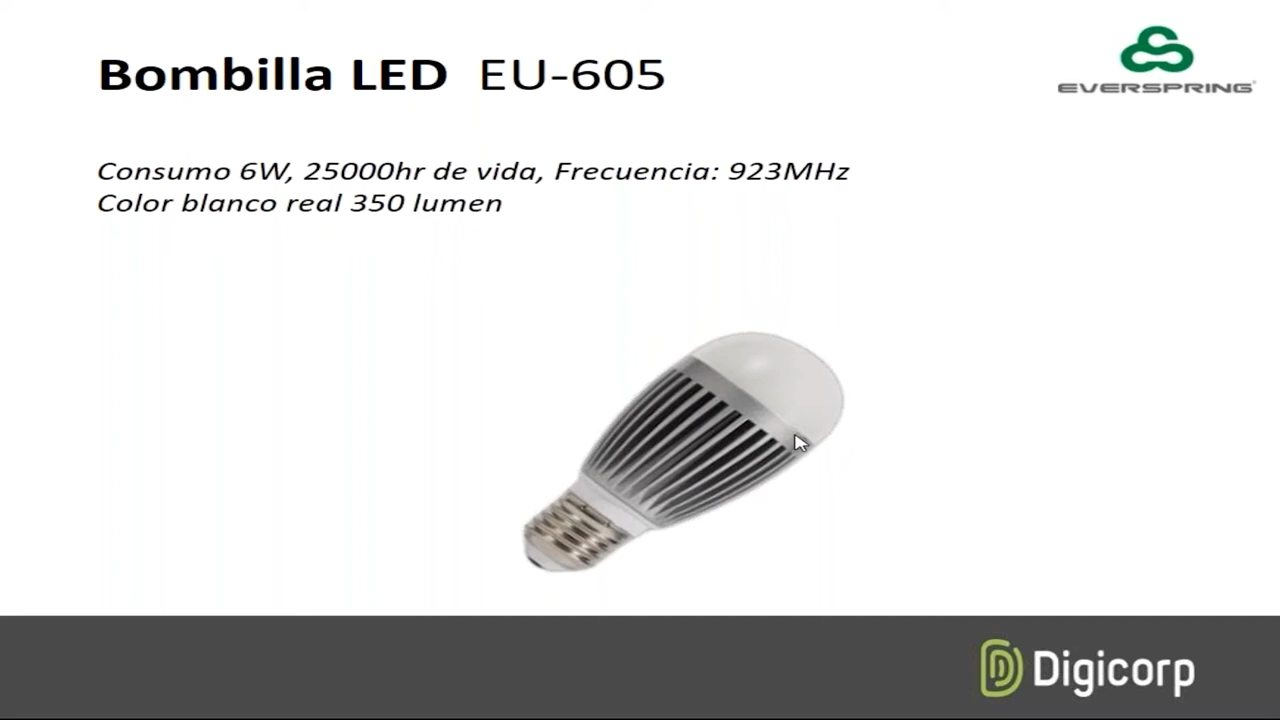 Bombilla LED EU-605
EVERSPRING
Consumo 6W, 25000hr de vida, Frecuencia: 923MHz
Color blanco real 350 lumen
Digicorp